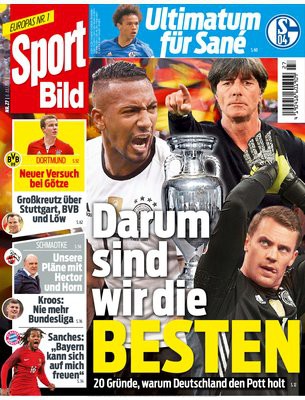 EUROPAS NR. 1
Sport
Bild
Ultimatum
für Sané
DORTMUND
Neuer Versuch
bei Götze
Großkreutz über
Stuttgart, BVB
und Löw
SCHMADTKE
Unsere
Pläne mit
Hector
und Horn
Kroos:
Nie mehr
Bundesliga
Sanches:
„Bayern
kann sich
auf mich
freuen“
Darum
sind
wir die
BESTEN
20 Gründe, warum Deutschland den Pott holt